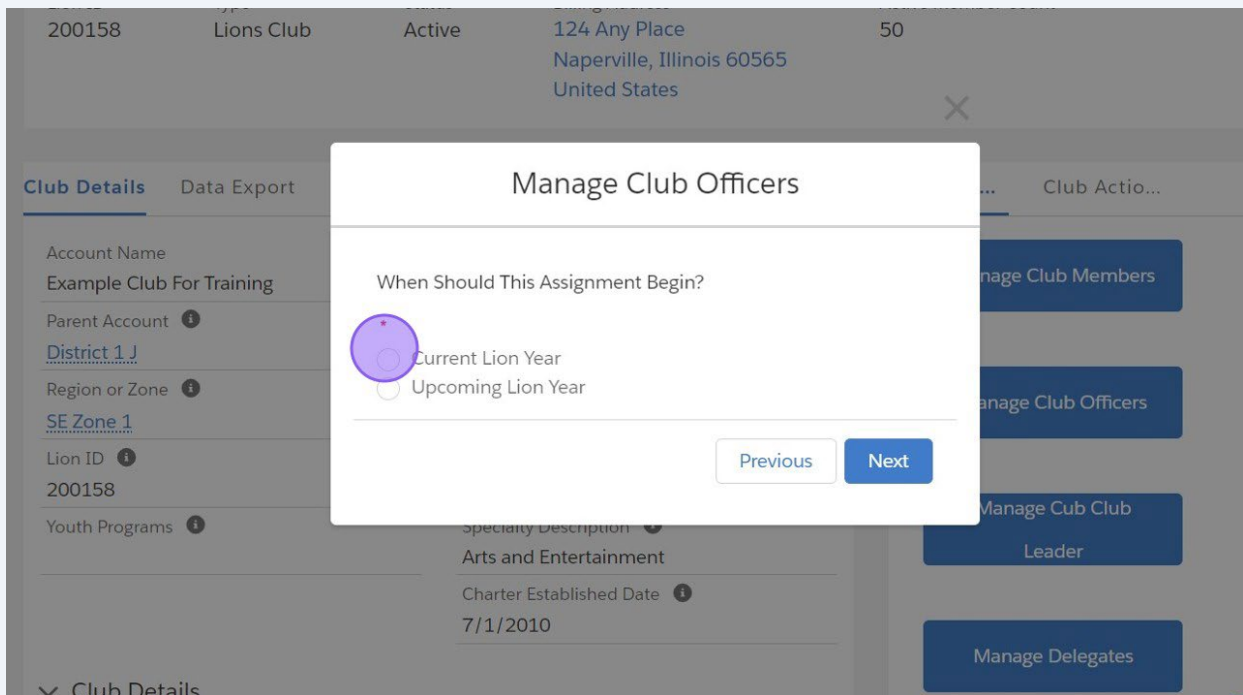 200158 Lions Club Active 124 Any Place 50
Naperville, Illinois 60565
United States
Club Details Data Export
Manage Club Officers
... Club Actio...
Account Name
Example Club For Training
Parent Account
District 1 J
Region or Zone
SE Zone 1
Lion ID
200158
Youth Programs
When Should This Assignment Begin?
*
Current Lion Year
Upcoming Lion Year
Previous Next
Specialty Description
Arts and Entertainment
Charter Established Date
7/1/2010
nage Club Members
anage Club Officers
Manage Cub Club
Leader
Manage Delegates
Club Details